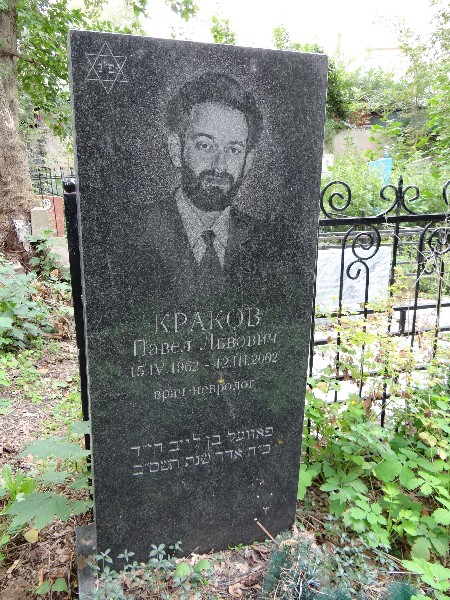 פ״נ
КРАКОВ
Павел Львович
15.IV.1962 - 12.III.2002
врач-невролог
פאוועל בן לייב
כ״ח אדר שנת תשס״ב